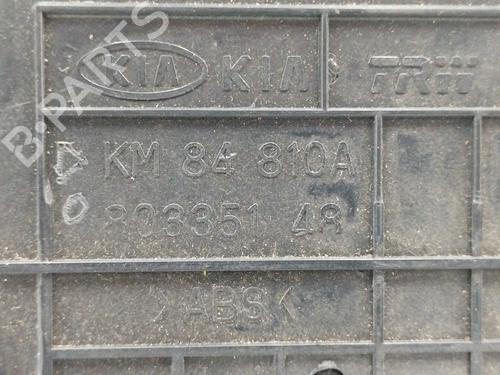 KIA KIA TRW
KM 84 810A
803351 48
>ABS<
B-PARTS